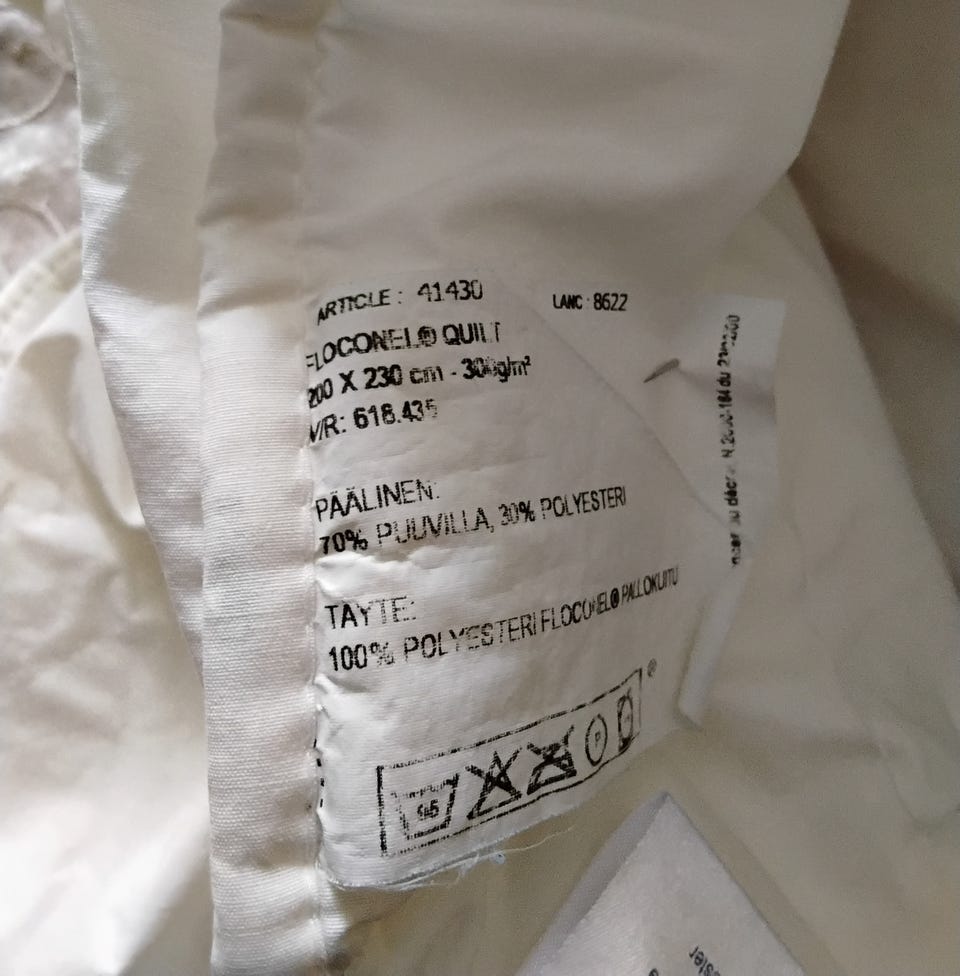 ARTICLE : 41430
LANC : 8622
FLOCONEL® QUILT
200 X 230 cm - 300g/m²
V/R: 618.435
PÄÄLINEN:
70% PUUVILLA, 30% POLYESTERI
TÄYTE:
100% POLYESTERI FLOCONEL® PALLOKUITU
95
P
®